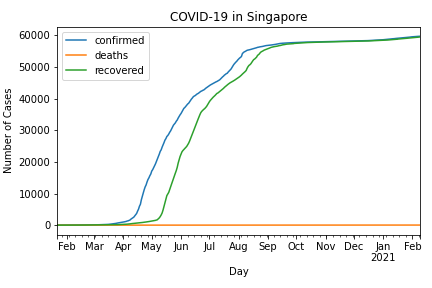 COVID-19 in Singapore
confirmed
deaths
recovered
Number of Cases
60000
50000
40000
30000
20000
10000
0
Feb Mar Apr May Jun Jul Aug Sep Oct Nov Dec Jan Feb
2021
Day